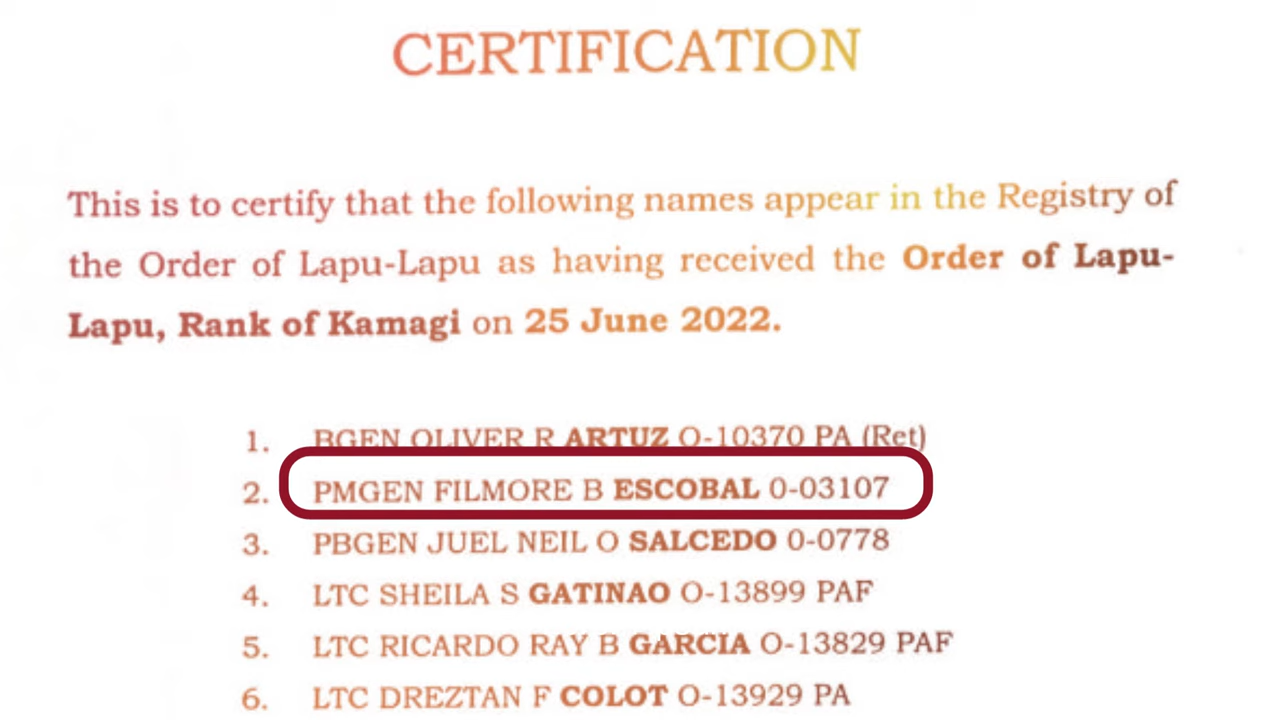 CERTIFICATION
This is to certify that the following names appear in the Registry of
the Order of Lapu-Lapu as having received the Order of Lapu-
Lapu, Rank of Kamagi on 25 June 2022.
1. BGEN OLIVER R ARTUZ O-10370 PA (Ret)
2. PMGEN FILMORE B ESCOBAL 0-03107
3. PBGEN JUEL NEIL O SALCEDO 0-0778
4. LTC SHEILA S GATINAO O-13899 PAF
5. LTC RICARDO RAY B GARCIA O-13829 PAF
6. LTC DREZTAN F COLOT O-13929 PA